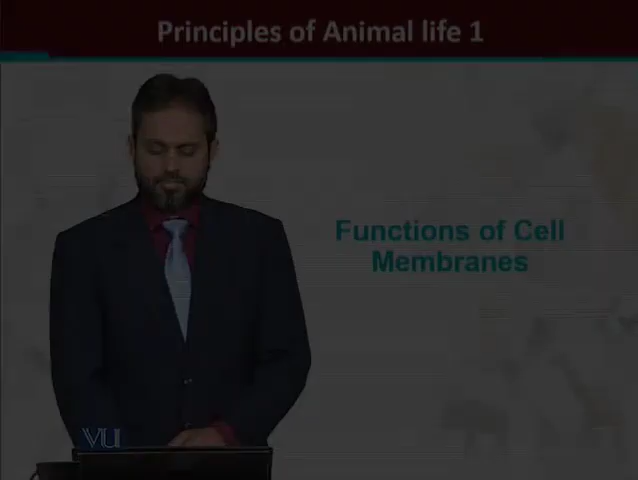 Principles of Animal life 1
Functions of Cell
Membranes
VU